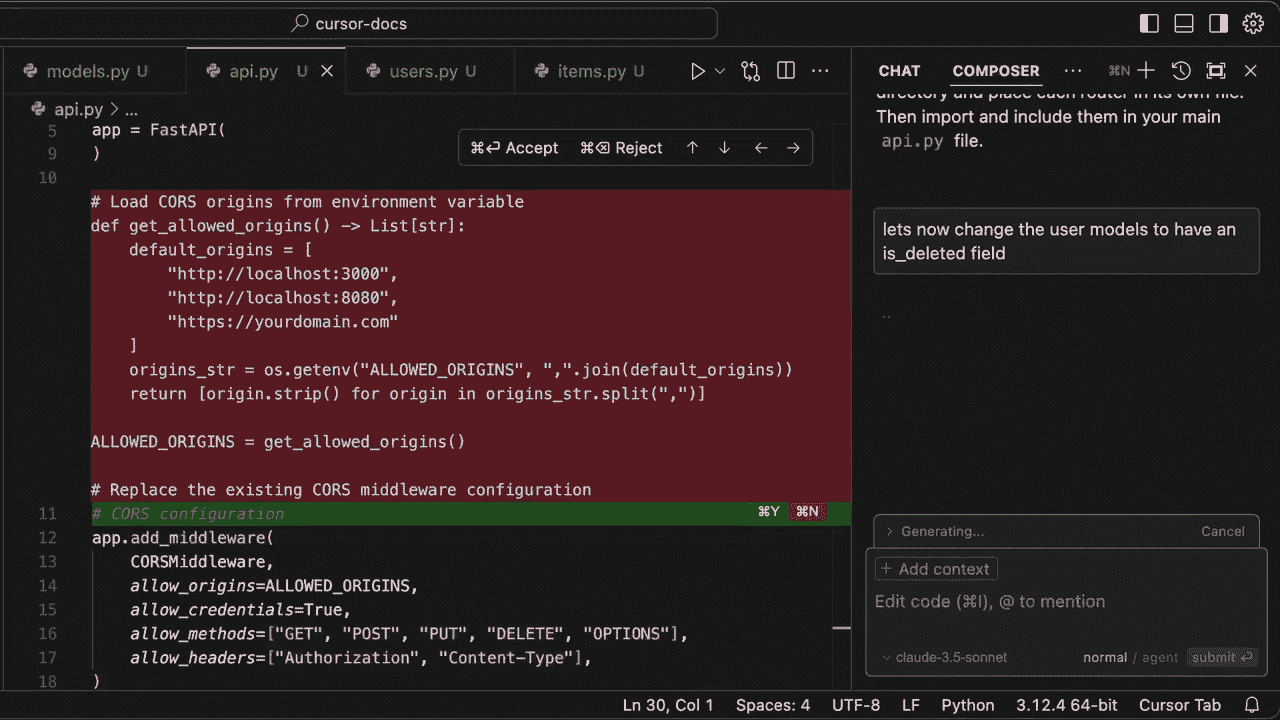 cursor-docs
models.py U
api.py U
users.py U
items.py U
CHAT COMPOSER ⌘N
api.py > ...
⌘⏎ Accept ⌘⌫ Reject ↑ ↓ ← →
5 app = FastAPI(
9 )
10
# Load CORS origins from environment variable
def get_allowed_origins() -> List[str]:
    default_origins = [
        "http://localhost:3000",
        "http://localhost:8080",
        "https://yourdomain.com"
    ]
    origins_str = os.getenv("ALLOWED_ORIGINS", ",".join(default_origins))
    return [origin.strip() for origin in origins_str.split(",")]
ALLOWED_ORIGINS = get_allowed_origins()
# Replace the existing CORS middleware configuration
11 # CORS configuration ⌘Y ⌘N
12 app.add_middleware(
13     CORSMiddleware,
14     allow_origins=ALLOWED_ORIGINS,
15     allow_credentials=True,
16     allow_methods=["GET", "POST", "PUT", "DELETE", "OPTIONS"],
17     allow_headers=["Authorization", "Content-Type"],
18 )
directory and place each router in its own file.
Then import and include them in your main
api.py file.
lets now change the user models to have an
is_deleted field
..
> Generating... Cancel
+ Add context
Edit code (⌘I), @ to mention
claude-3.5-sonnet normal / agent submit ⏎
Ln 30, Col 1 Spaces: 4 UTF-8 LF Python 3.12.4 64-bit Cursor Tab